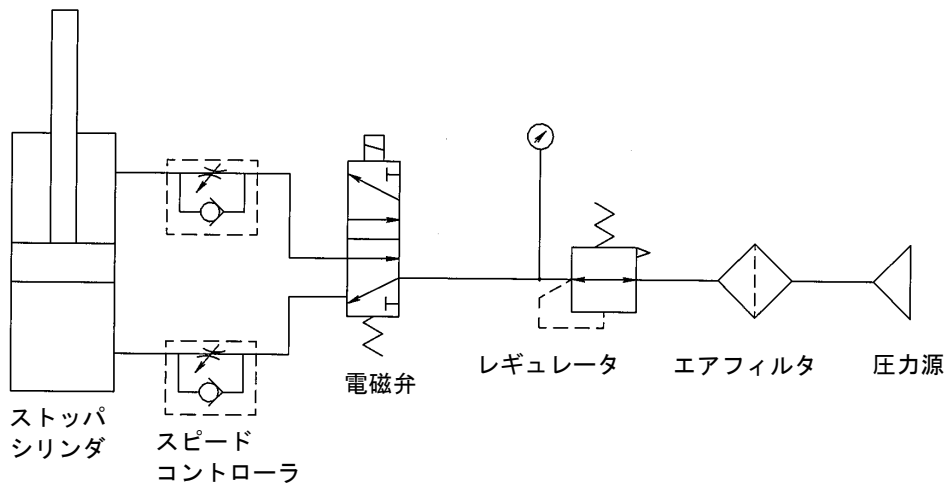 ストッパ
シリンダ
スピード
コントローラ
電磁弁
レギュレータ
エアフィルタ
圧力源